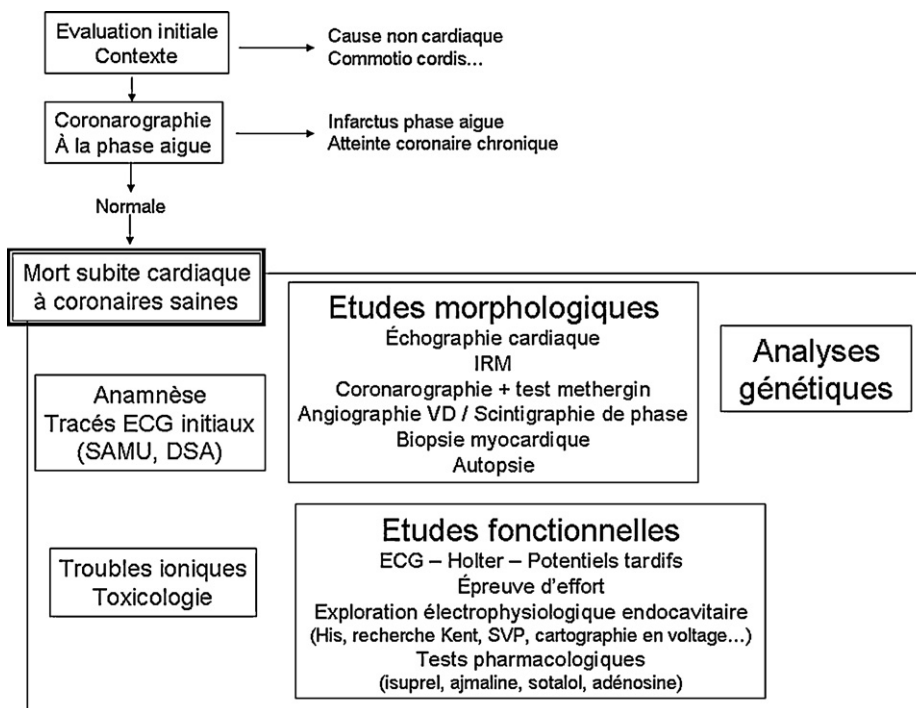 Evaluation initiale
Contexte
Cause non cardiaque
Commotio cordis...
Coronarographie
À la phase aigue
Infarctus phase aigue
Atteinte coronaire chronique
Normale
Mort subite cardiaque
à coronaires saines
Etudes morphologiques
Échographie cardiaque
IRM
Coronarographie + test methergin
Angiographie VD / Scintigraphie de phase
Biopsie myocardique
Autopsie
Analyses
génétiques
Anamnèse
Tracés ECG initiaux
(SAMU, DSA)
Etudes fonctionnelles
ECG – Holter – Potentiels tardifs
Épreuve d'effort
Exploration électrophysiologique endocavitaire
(His, recherche Kent, SVP, cartographie en voltage...)
Tests pharmacologiques
(isuprel, ajmaline, sotalol, adénosine)
Troubles ioniques
Toxicologie